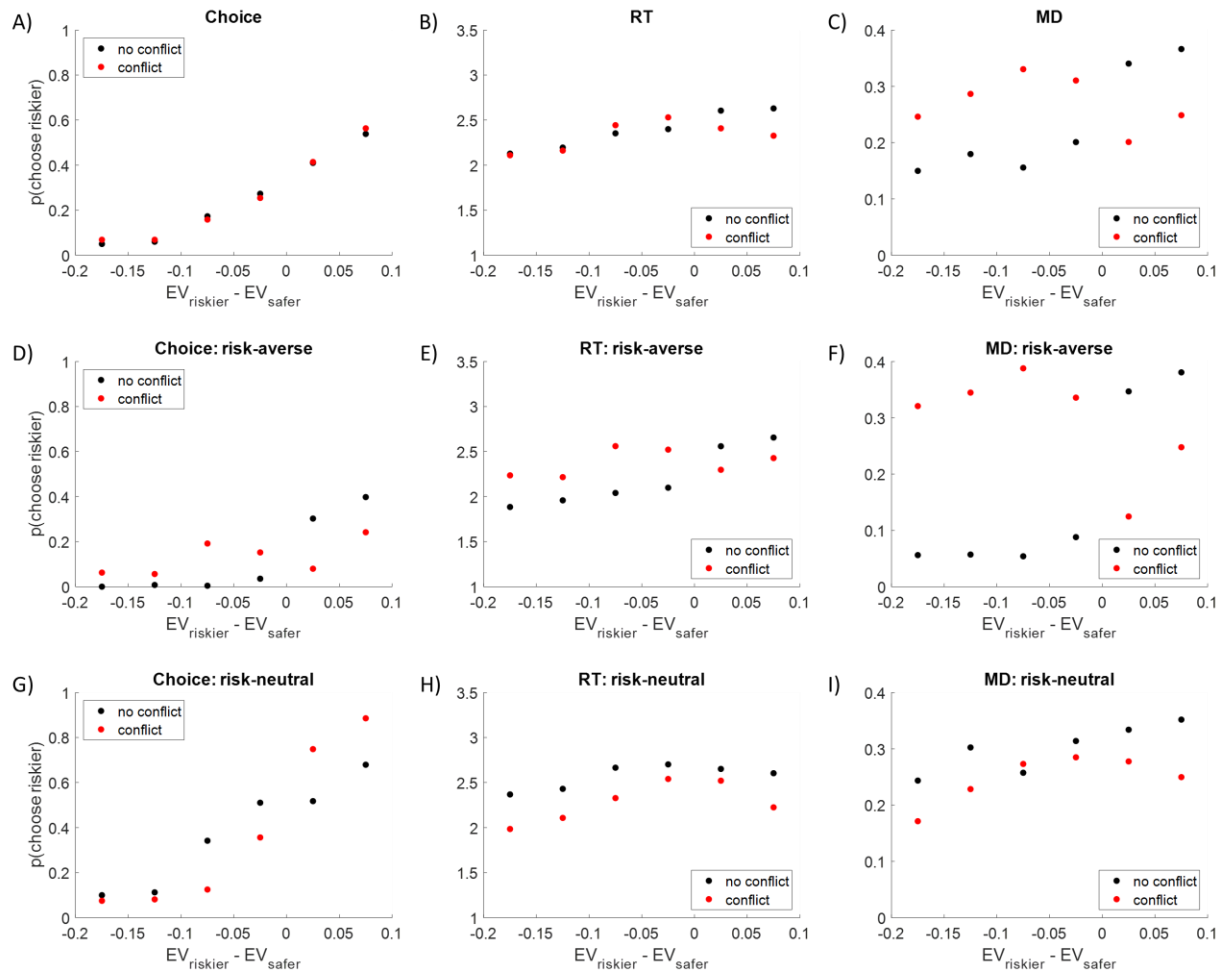 A)
Choice
p(choose riskier)
1
0.8
0.6
0.4
0.2
0
no conflict
conflict
-0.2 -0.15 -0.1 -0.05 0 0.05 0.1
EVriskier - EVsafer
B)
RT
3.5
3
2.5
2
1.5
1
no conflict
conflict
-0.2 -0.15 -0.1 -0.05 0 0.05 0.1
EVriskier - EVsafer
C)
MD
0.4
0.3
0.2
0.1
0
no conflict
conflict
-0.2 -0.15 -0.1 -0.05 0 0.05 0.1
EVriskier - EVsafer
D)
Choice: risk-averse
p(choose riskier)
1
0.8
0.6
0.4
0.2
0
no conflict
conflict
-0.2 -0.15 -0.1 -0.05 0 0.05 0.1
EVriskier - EVsafer
E)
RT: risk-averse
3.5
3
2.5
2
1.5
1
no conflict
conflict
-0.2 -0.15 -0.1 -0.05 0 0.05 0.1
EVriskier - EVsafer
F)
MD: risk-averse
0.4
0.3
0.2
0.1
0
no conflict
conflict
-0.2 -0.15 -0.1 -0.05 0 0.05 0.1
EVriskier - EVsafer
G)
Choice: risk-neutral
p(choose riskier)
1
0.8
0.6
0.4
0.2
0
no conflict
conflict
-0.2 -0.15 -0.1 -0.05 0 0.05 0.1
EVriskier - EVsafer
H)
RT: risk-neutral
3.5
3
2.5
2
1.5
1
no conflict
conflict
-0.2 -0.15 -0.1 -0.05 0 0.05 0.1
EVriskier - EVsafer
I)
MD: risk-neutral
0.4
0.3
0.2
0.1
0
no conflict
conflict
-0.2 -0.15 -0.1 -0.05 0 0.05 0.1
EVriskier - EVsafer